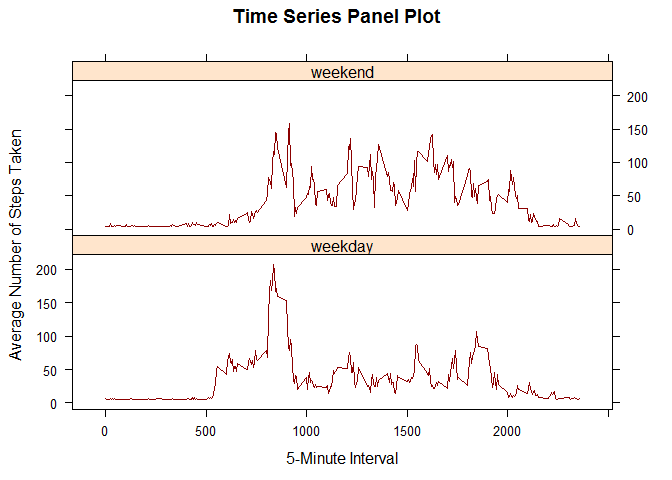 Time Series Panel Plot
weekend
200
150
100
50
0
weekday
200
150
100
50
0
0 500 1000 1500 2000
5-Minute Interval
Average Number of Steps Taken